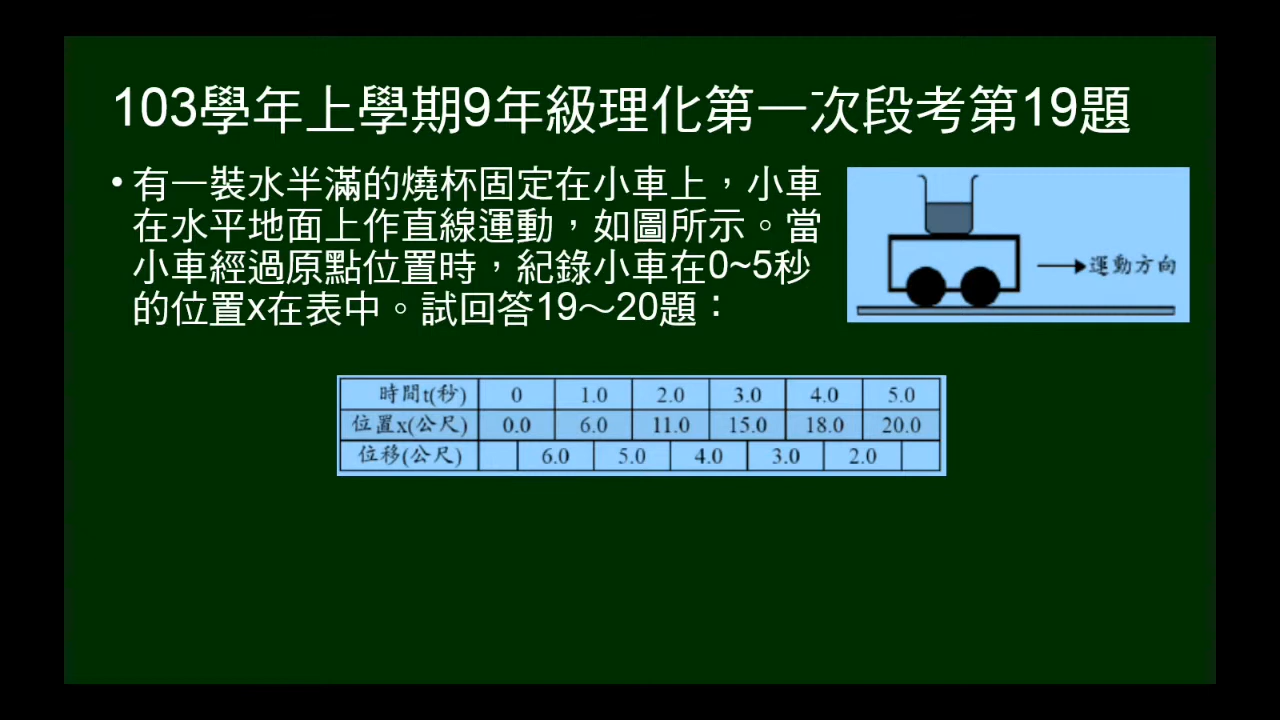 103學年上學期9年級理化第一次段考第19題
•有一裝水半滿的燒杯固定在小車上，小車
在水平地面上作直線運動，如圖所示。當
小車經過原點位置時，紀錄小車在0~5秒
的位置x在表中。試回答19～20題：
運動方向
時間t(秒) 0 1.0 2.0 3.0 4.0 5.0
位置x(公尺) 0.0 6.0 11.0 15.0 18.0 20.0
位移(公尺) 6.0 5.0 4.0 3.0 2.0